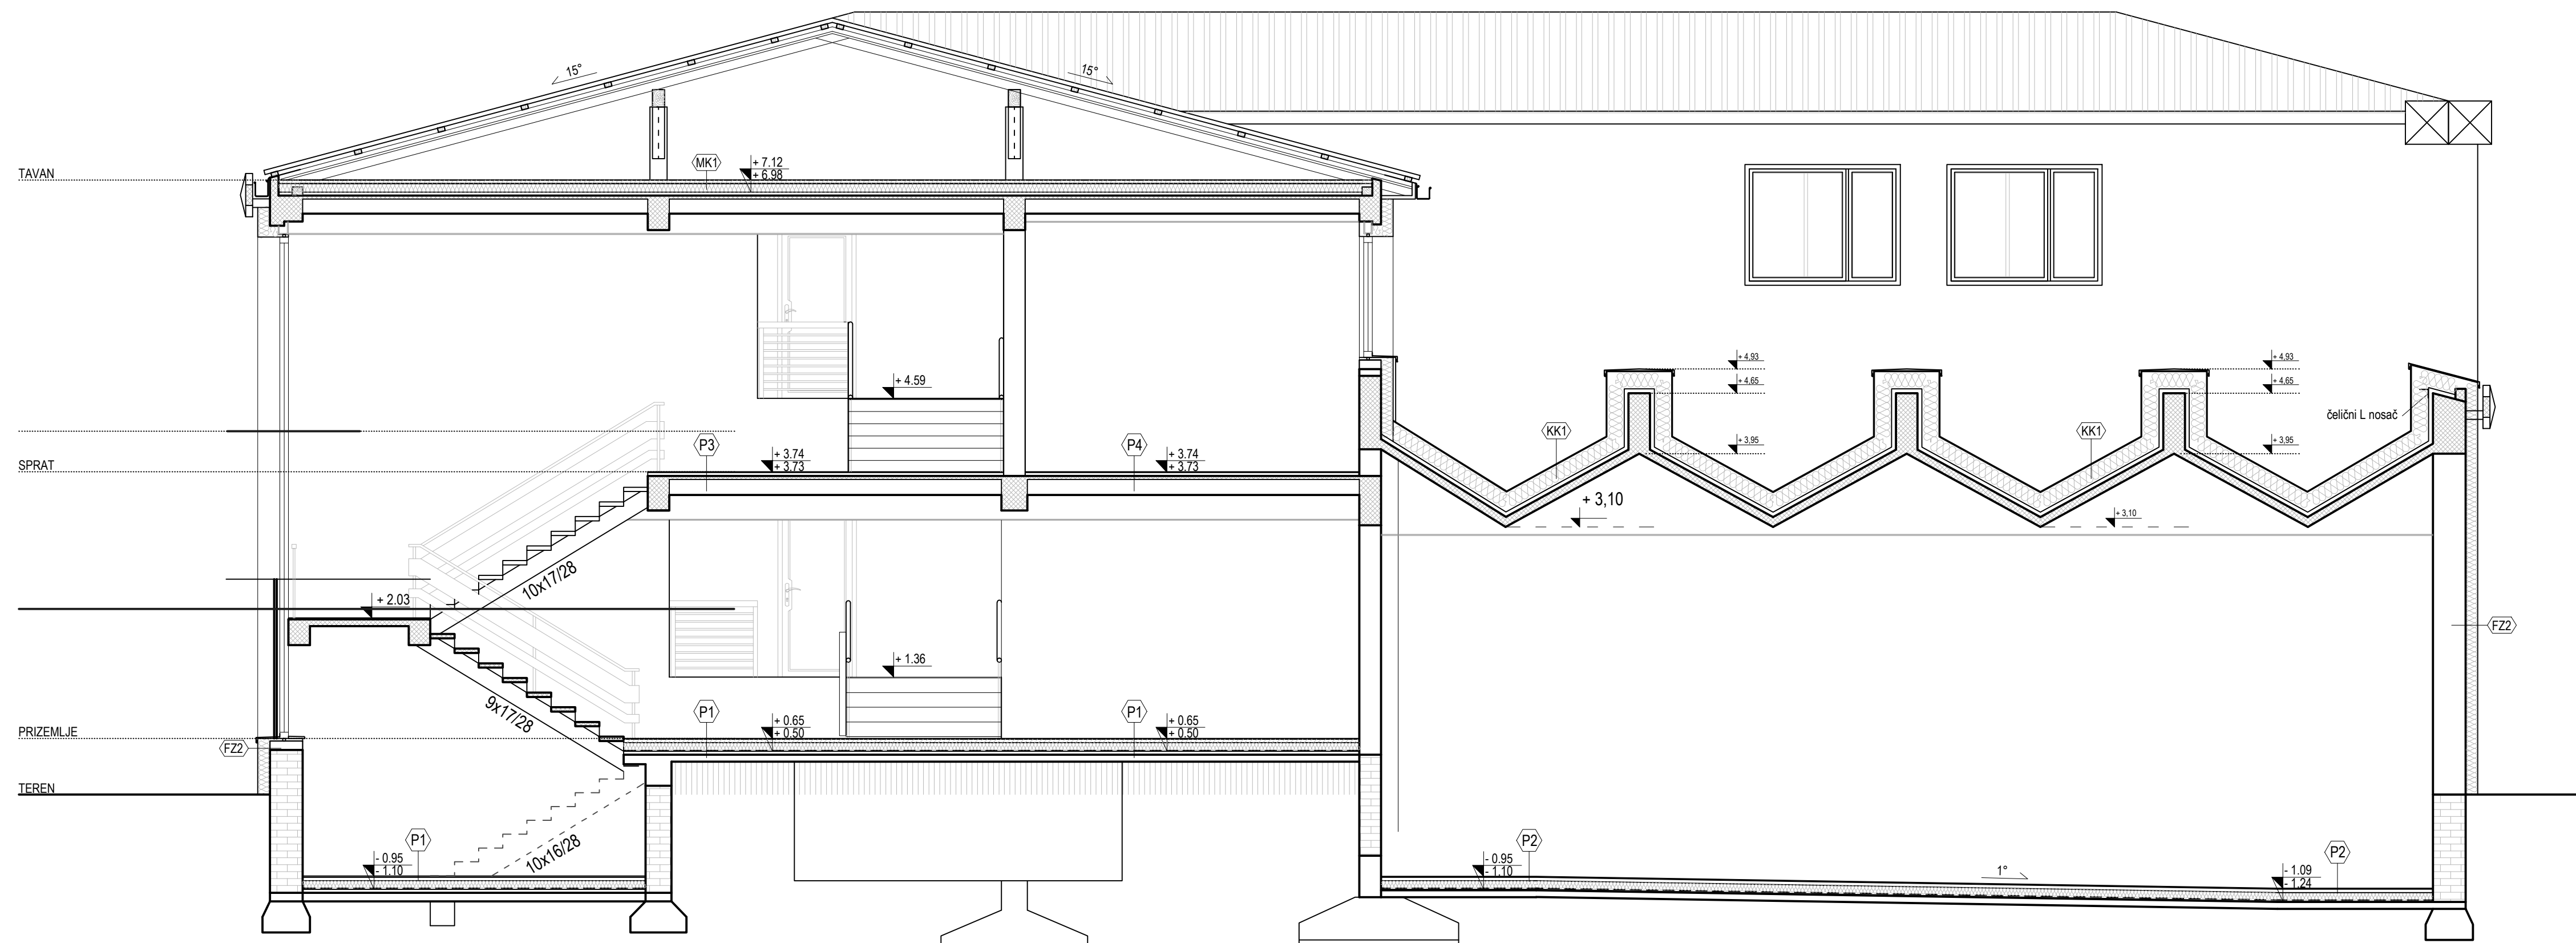 15°
15°
TAVAN
MK1
+ 7.12
+ 6.98
+ 4.59
+ 4,93
+ 4,65
+ 4,93
+ 4,65
čelični L nosač
KK1
KK1
SPRAT
P3
+ 3.74
+ 3.73
P4
+ 3.74
+ 3.73
+ 3,95
+ 3,95
+ 3,10
+ 3,10
10x17/28
+ 2.03
FZ2
+ 1.36
9x17/28
P1
P1
PRIZEMLJE
FZ2
+ 0.65
+ 0.50
+ 0.65
+ 0.50
TEREN
P1
10x16/28
- 0.95
- 1.10
P2
- 0.95
- 1.10
1°
P2
- 1.09
- 1.24